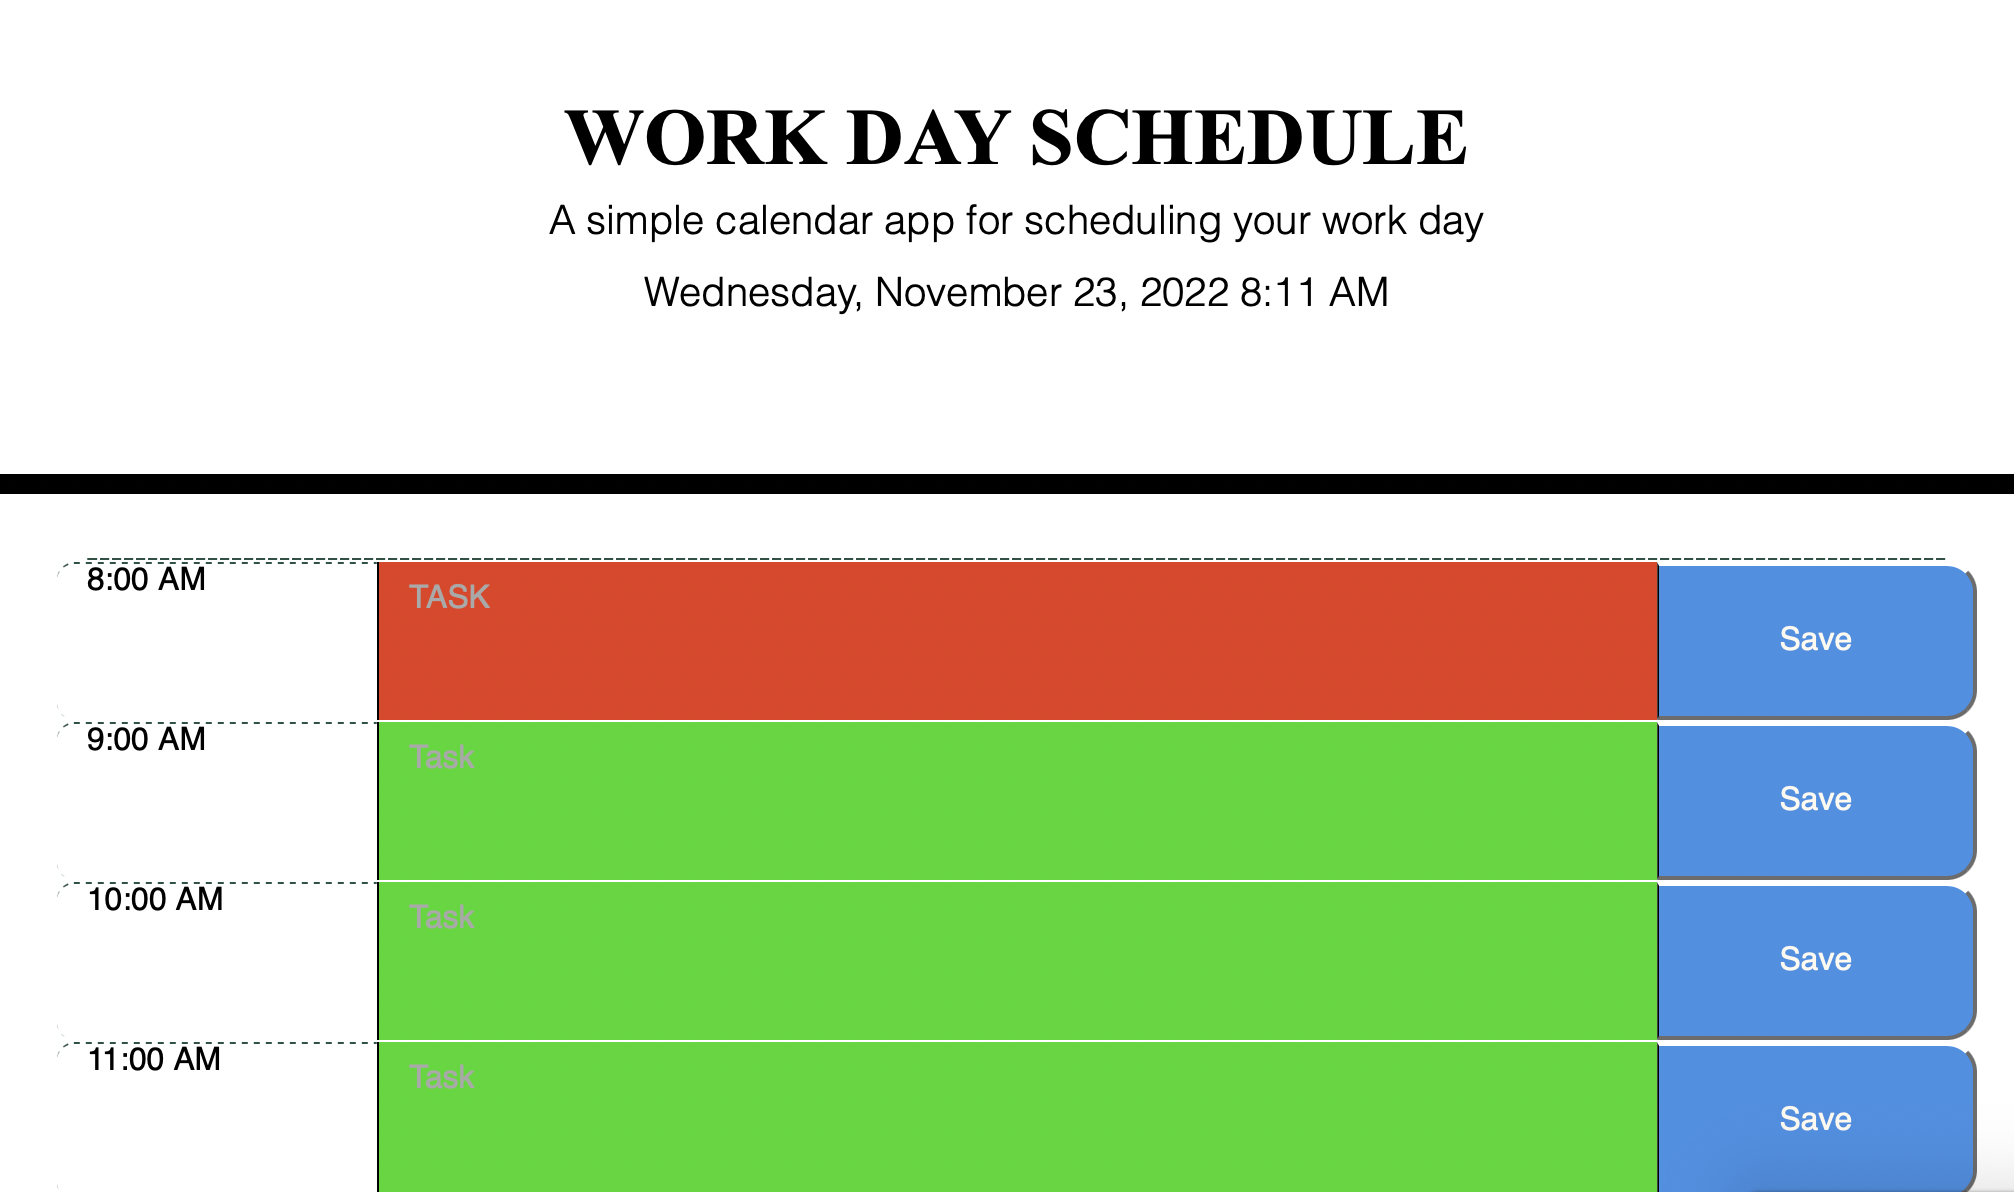 WORK DAY SCHEDULE
A simple calendar app for scheduling your work day
Wednesday, November 23, 2022 8:11 AM
8:00 AM
TASK
Save
9:00 AM
Task
Save
10:00 AM
Task
Save
11:00 AM
Task
Save